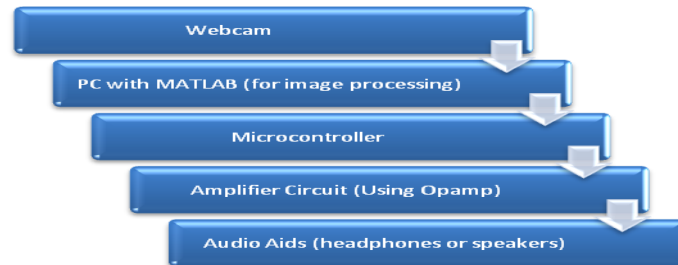 Webcam
PC with MATLAB (for image processing)
Microcontroller
Amplifier Circuit (Using Opamp)
Audio Aids (headphones or speakers)